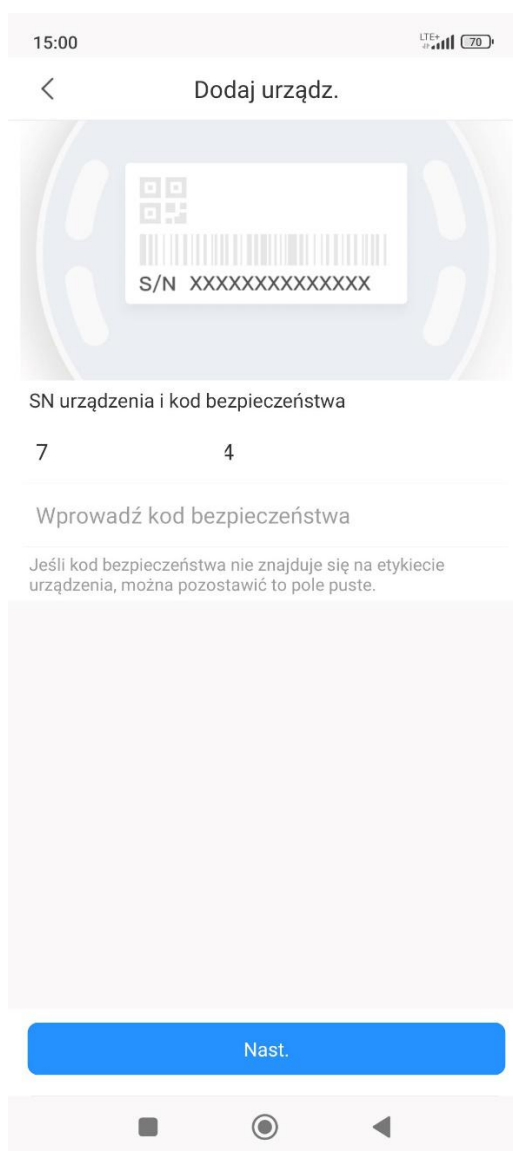 15:00 LTE+ 70
Dodaj urządz.
S/N XXXXXXXXXXXXXX
SN urządzenia i kod bezpieczeństwa
7 4
Wprowadź kod bezpieczeństwa
Jeśli kod bezpieczeństwa nie znajduje się na etykiecie
urządzenia, można pozostawić to pole puste.
Nast.